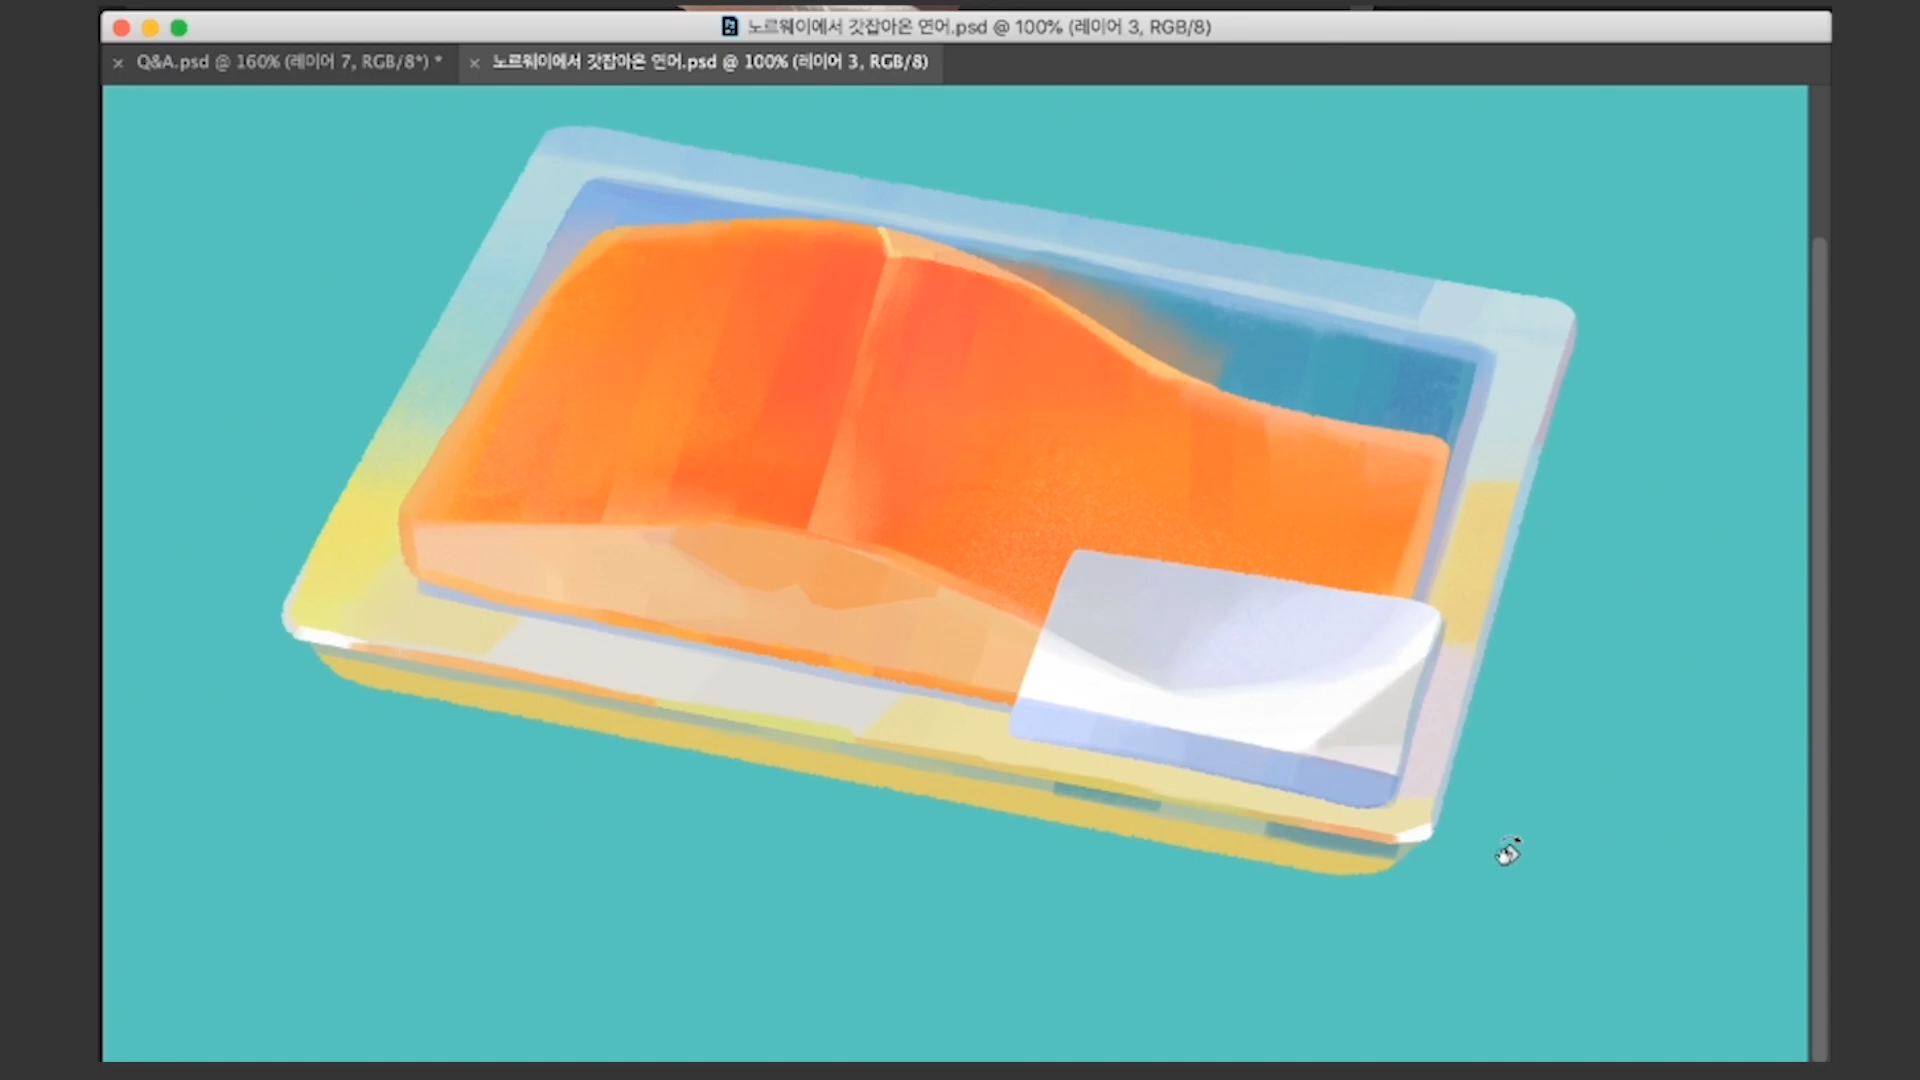 노르웨이에서 갓잡아온 연어.psd @ 100% (레이어 3, RGB/8)
Q&A.psd @ 160% (레이어 7, RGB/8*) *
노르웨이에서 갓잡아온 연어.psd @ 100% (레이어 3, RGB/8)